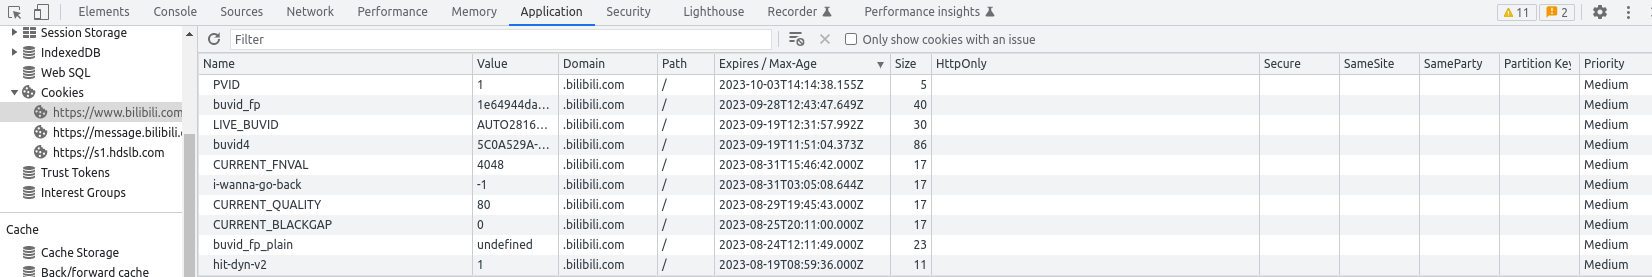 Elements Console Sources Network Performance Memory Application Security Lighthouse Recorder Performance insights 11 2
Session Storage
IndexedDB
Web SQL
Cookies
https://www.bilibili.com
https://message.bilibili.
https://s1.hdslb.com
Trust Tokens
Interest Groups
Cache
Cache Storage
Back/forward cache
Filter Only show cookies with an issue
Name Value Domain Path Expires / Max-Age Size HttpOnly Secure SameSite SameParty Partition Key Priority
PVID 1 .bilibili.com / 2023-10-03T14:14:38.155Z 5 Medium
buvid_fp 1e64944da... .bilibili.com / 2023-09-28T12:43:47.649Z 40 Medium
LIVE_BUVID AUTO2816... .bilibili.com / 2023-09-19T12:31:57.992Z 30 Medium
buvid4 5C0A529A-... .bilibili.com / 2023-09-19T11:51:04.373Z 86 Medium
CURRENT_FNVAL 4048 .bilibili.com / 2023-08-31T15:46:42.000Z 17 Medium
i-wanna-go-back -1 .bilibili.com / 2023-08-31T03:05:08.644Z 17 Medium
CURRENT_QUALITY 80 .bilibili.com / 2023-08-29T19:45:43.000Z 17 Medium
CURRENT_BLACKGAP 0 .bilibili.com / 2023-08-25T20:11:00.000Z 17 Medium
buvid_fp_plain undefined .bilibili.com / 2023-08-24T12:11:49.000Z 23 Medium
hit-dyn-v2 1 .bilibili.com / 2023-08-19T08:59:36.000Z 11 Medium